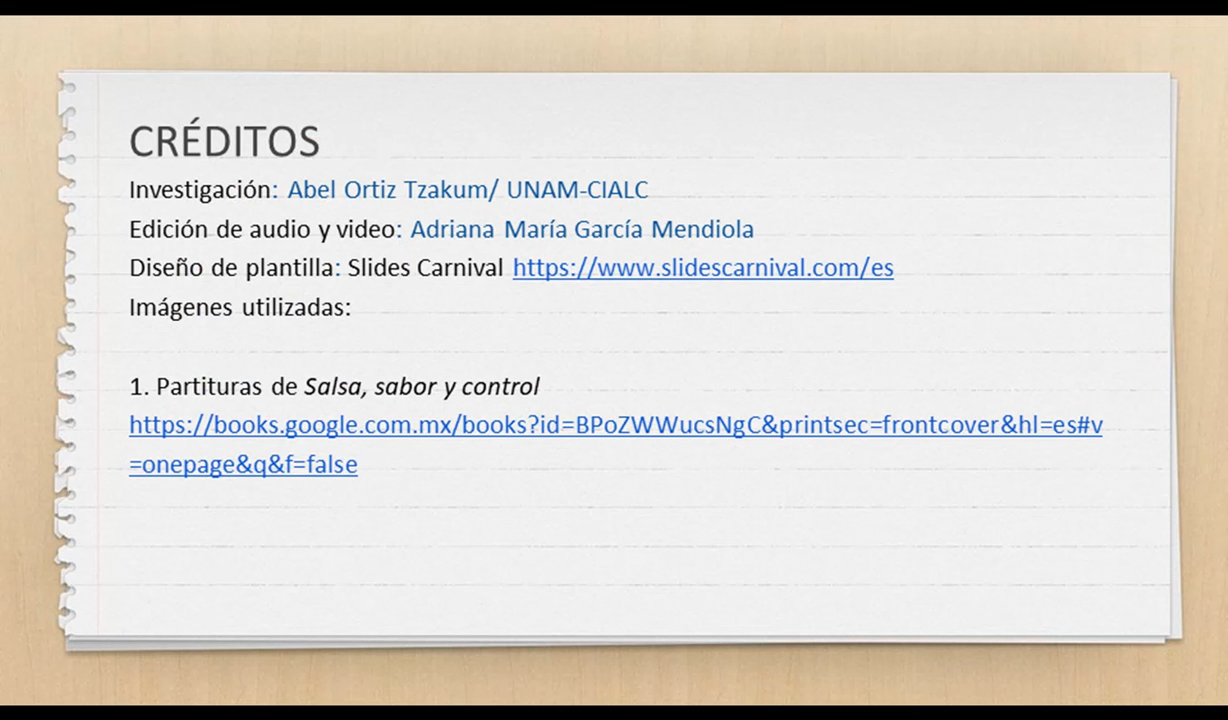 CRÉDITOS
Investigación: Abel Ortiz Tzakum/ UNAM-CIALC
Edición de audio y video: Adriana María García Mendiola
Diseño de plantilla: Slides Carnival https://www.slidescarnival.com/es
Imágenes utilizadas:
1. Partituras de Salsa, sabor y control
https://books.google.com.mx/books?id=BPoZWWucsNgC&printsec=frontcover&hl=es#v
=onepage&q&f=false